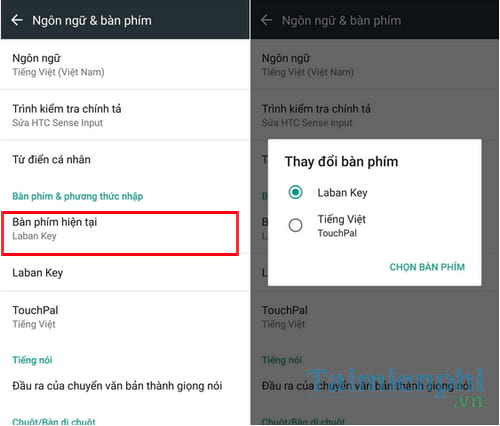 Ngôn ngữ & bàn phím
Ngôn ngữ
Tiếng Việt (Việt Nam)
Trình kiểm tra chính tả
Sửa HTC Sense Input
Từ điển cá nhân
Bàn phím & phương thức nhập
Bàn phím hiện tại
Laban Key
Laban Key
TouchPal
Tiếng Việt
Tiếng nói
Đầu ra của chuyển văn bản thành giọng nói
Chuột/Bàn di chuột
Ngôn ngữ & bàn phím
Ngôn ngữ
Tiếng Việt (Việt Nam)
Trình kiểm tra chính tả
Sửa HTC Sense Input
Thay đổi bàn phím
Laban Key
Tiếng Việt
TouchPal
CHỌN BÀN PHÍM
TouchPal
Tiếng Việt
Tiếng nói
Đầu ra của chuyển văn bản thành giọng nói
Chuột/Bàn di chuột
Taimienphi
.vn